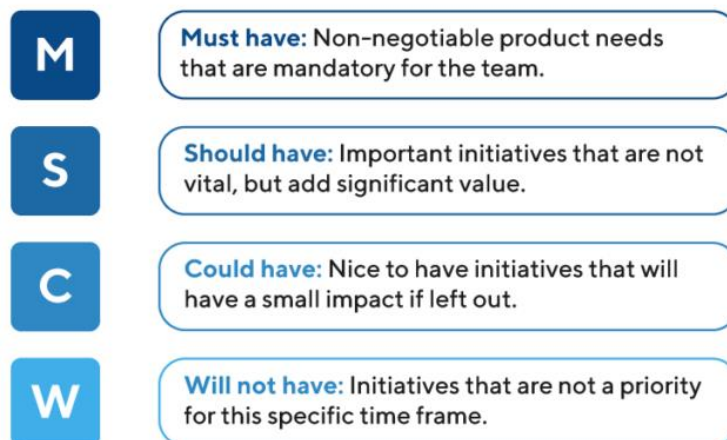 M
Must have: Non-negotiable product needs
that are mandatory for the team.
S
Should have: Important initiatives that are not
vital, but add significant value.
C
Could have: Nice to have initiatives that will
have a small impact if left out.
W
Will not have: Initiatives that are not a priority
for this specific time frame.